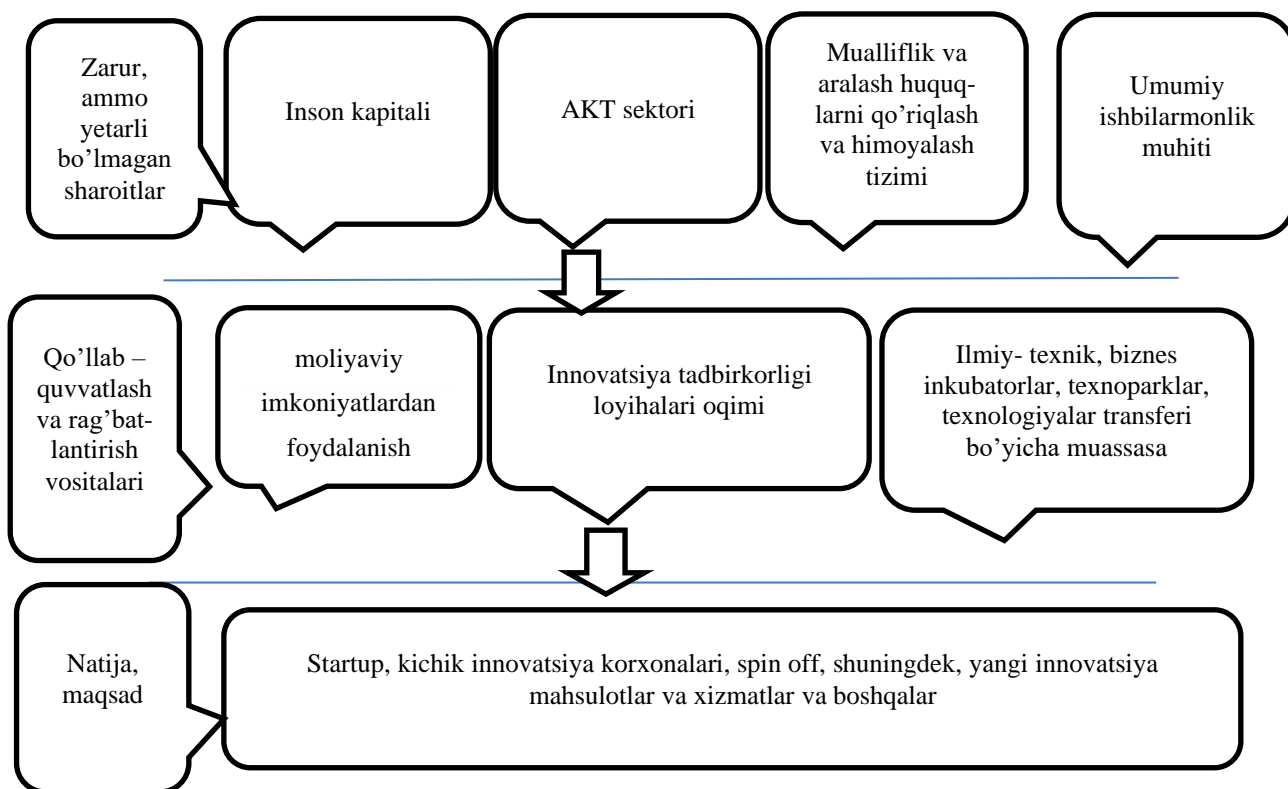 Zarur,
ammo
yetarli
bo’lmagan
sharoitlar
Inson kapitali
AKT sektori
Mualliflik va
aralash huquq-
larni qo’riqlash
va himoyalash
tizimi
Umumiy
ishbilarmonlik
muhiti
Qo’llab –
quvvatlash
va rag’bat-
lantirish
vositalari
moliyaviy
imkoniyatlardan
foydalanish
Innovatsiya tadbirkorligi
loyihalari oqimi
Ilmiy- texnik, biznes
inkubatorlar, texnoparklar,
texnologiyalar transferi
bo’yicha muassasa
Natija,
maqsad
Startup, kichik innovatsiya korxonalari, spin off, shuningdek, yangi innovatsiya
mahsulotlar va xizmatlar va boshqalar